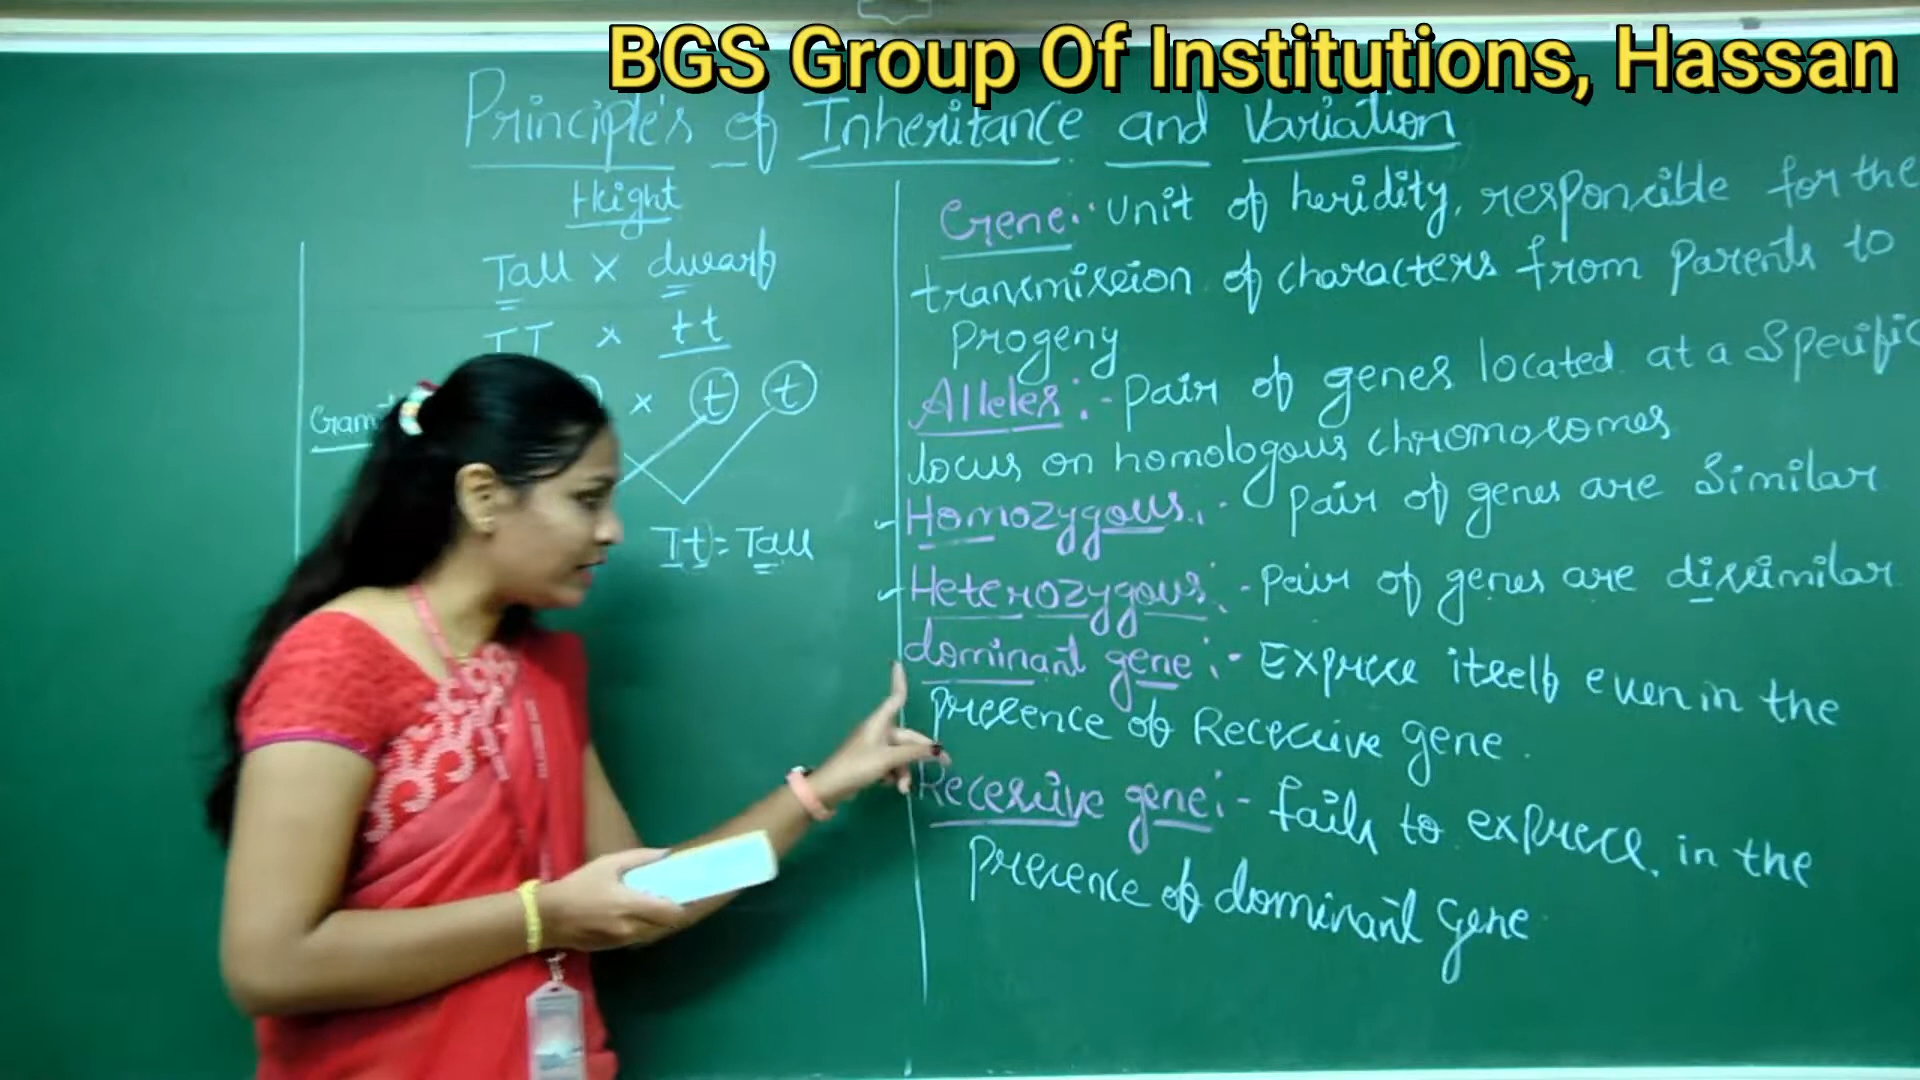 BGS Group Of Institutions, Hassan
Principle's of Inheritance and Variation
Height
Tall x dwarf
TT x tt
x t t
Tt = Tall
Gene:- Unit of heridity, responsible for the
transmission of characters from Parents to
Progeny
Alleles:- Pair of genes located at a Specific
locus on homologous chromosomes
Homozygous:- Pair of genes are Similar
Heterozygous:- Pair of genes are dissimilar
dominant gene:- Express itself even in the
Presence of Recessive gene.
Recessive gene:- fails to express in the
Presence of dominant Gene